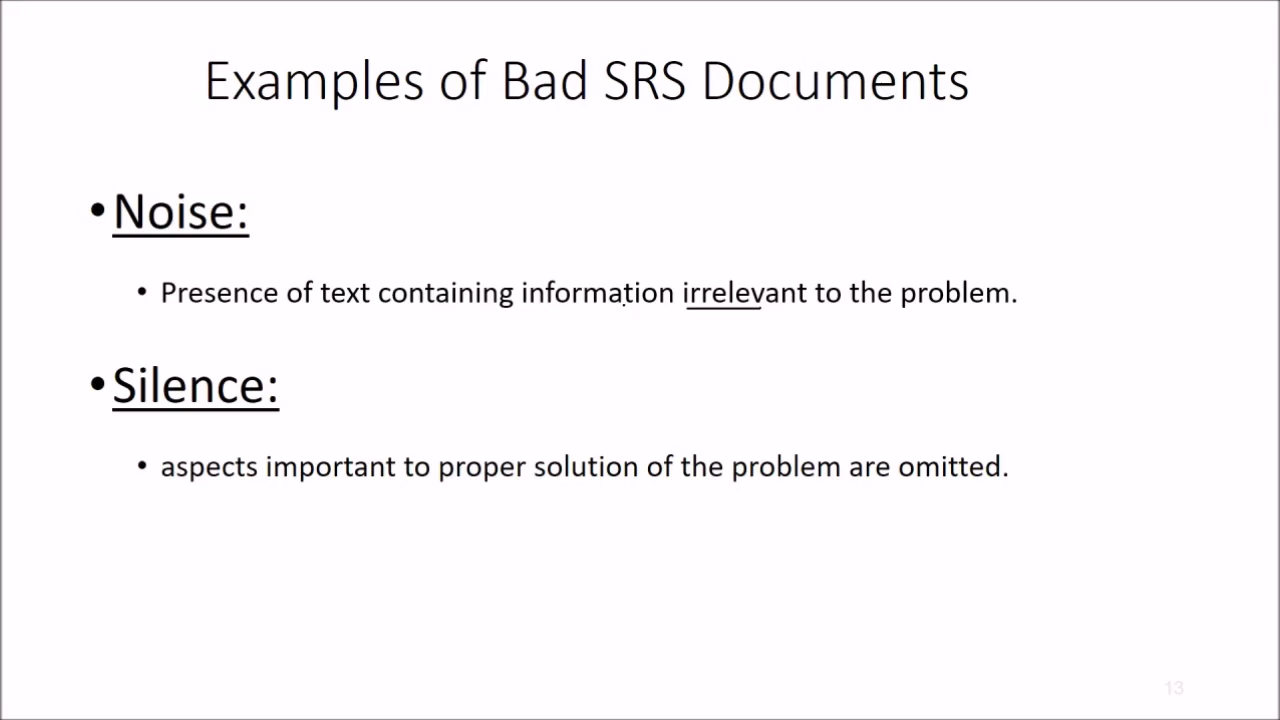 Examples of Bad SRS Documents
•Noise:
• Presence of text containing information irrelevant to the problem.
•Silence:
• aspects important to proper solution of the problem are omitted.
13